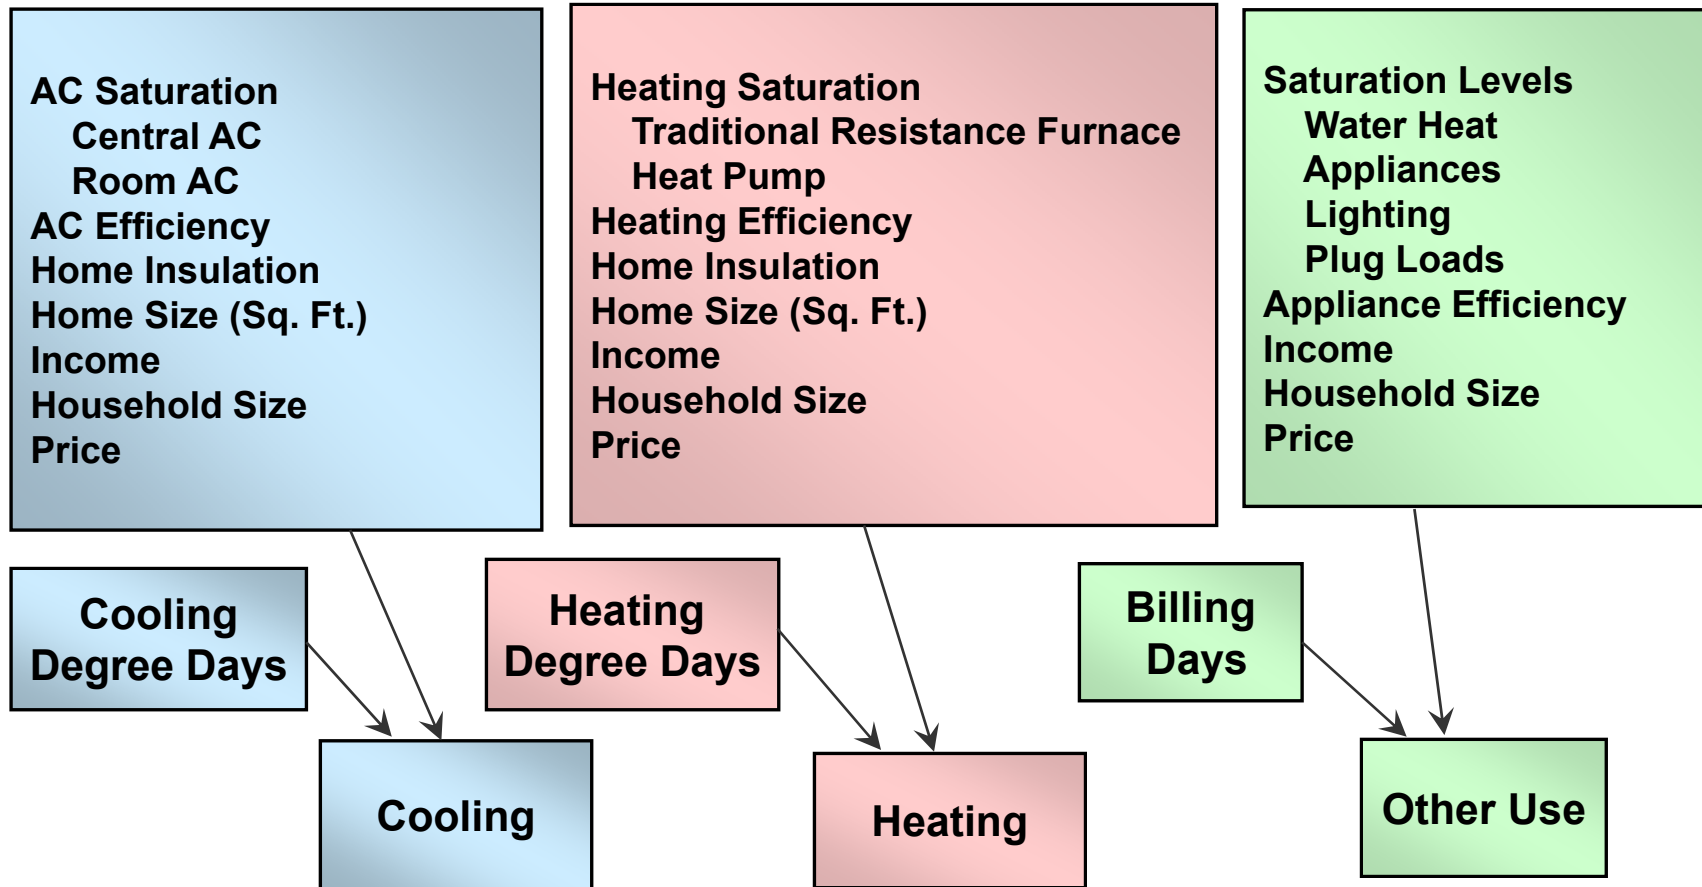 AC Saturation
Central AC
Room AC
AC Efficiency
Home Insulation
Home Size (Sq. Ft.)
Income
Household Size
Price
Heating Saturation
Traditional Resistance Furnace
Heat Pump
Heating Efficiency
Home Insulation
Home Size (Sq. Ft.)
Income
Household Size
Price
Saturation Levels
Water Heat
Appliances
Lighting
Plug Loads
Appliance Efficiency
Income
Household Size
Price
Cooling
Degree Days
Heating
Degree Days
Billing
Days
Cooling
Heating
Other Use